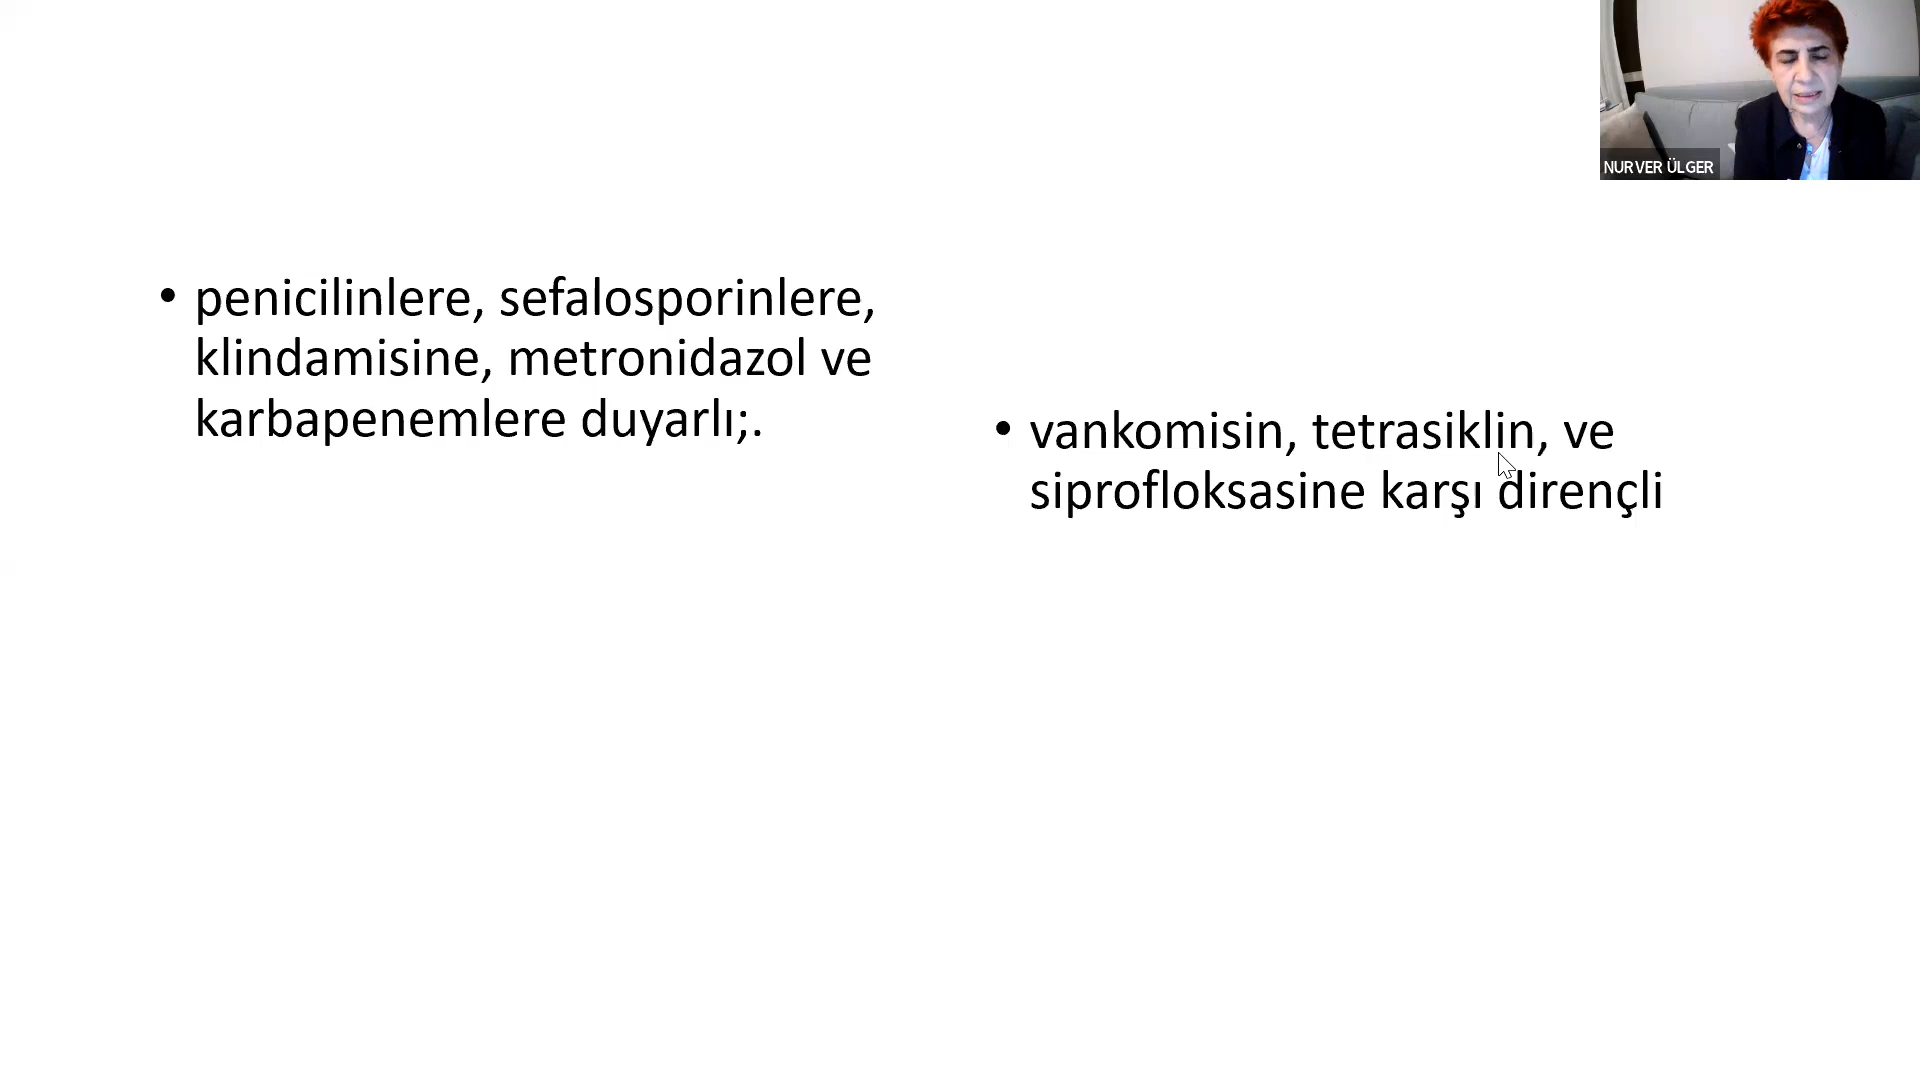 NURVER ÜLGER
• penicilinlere, sefalosporinlere,
klindamisine, metronidazol ve
karbapenemlere duyarlı;.
• vankomisin, tetrasiklin, ve
siprofloksasine karşı dirençli